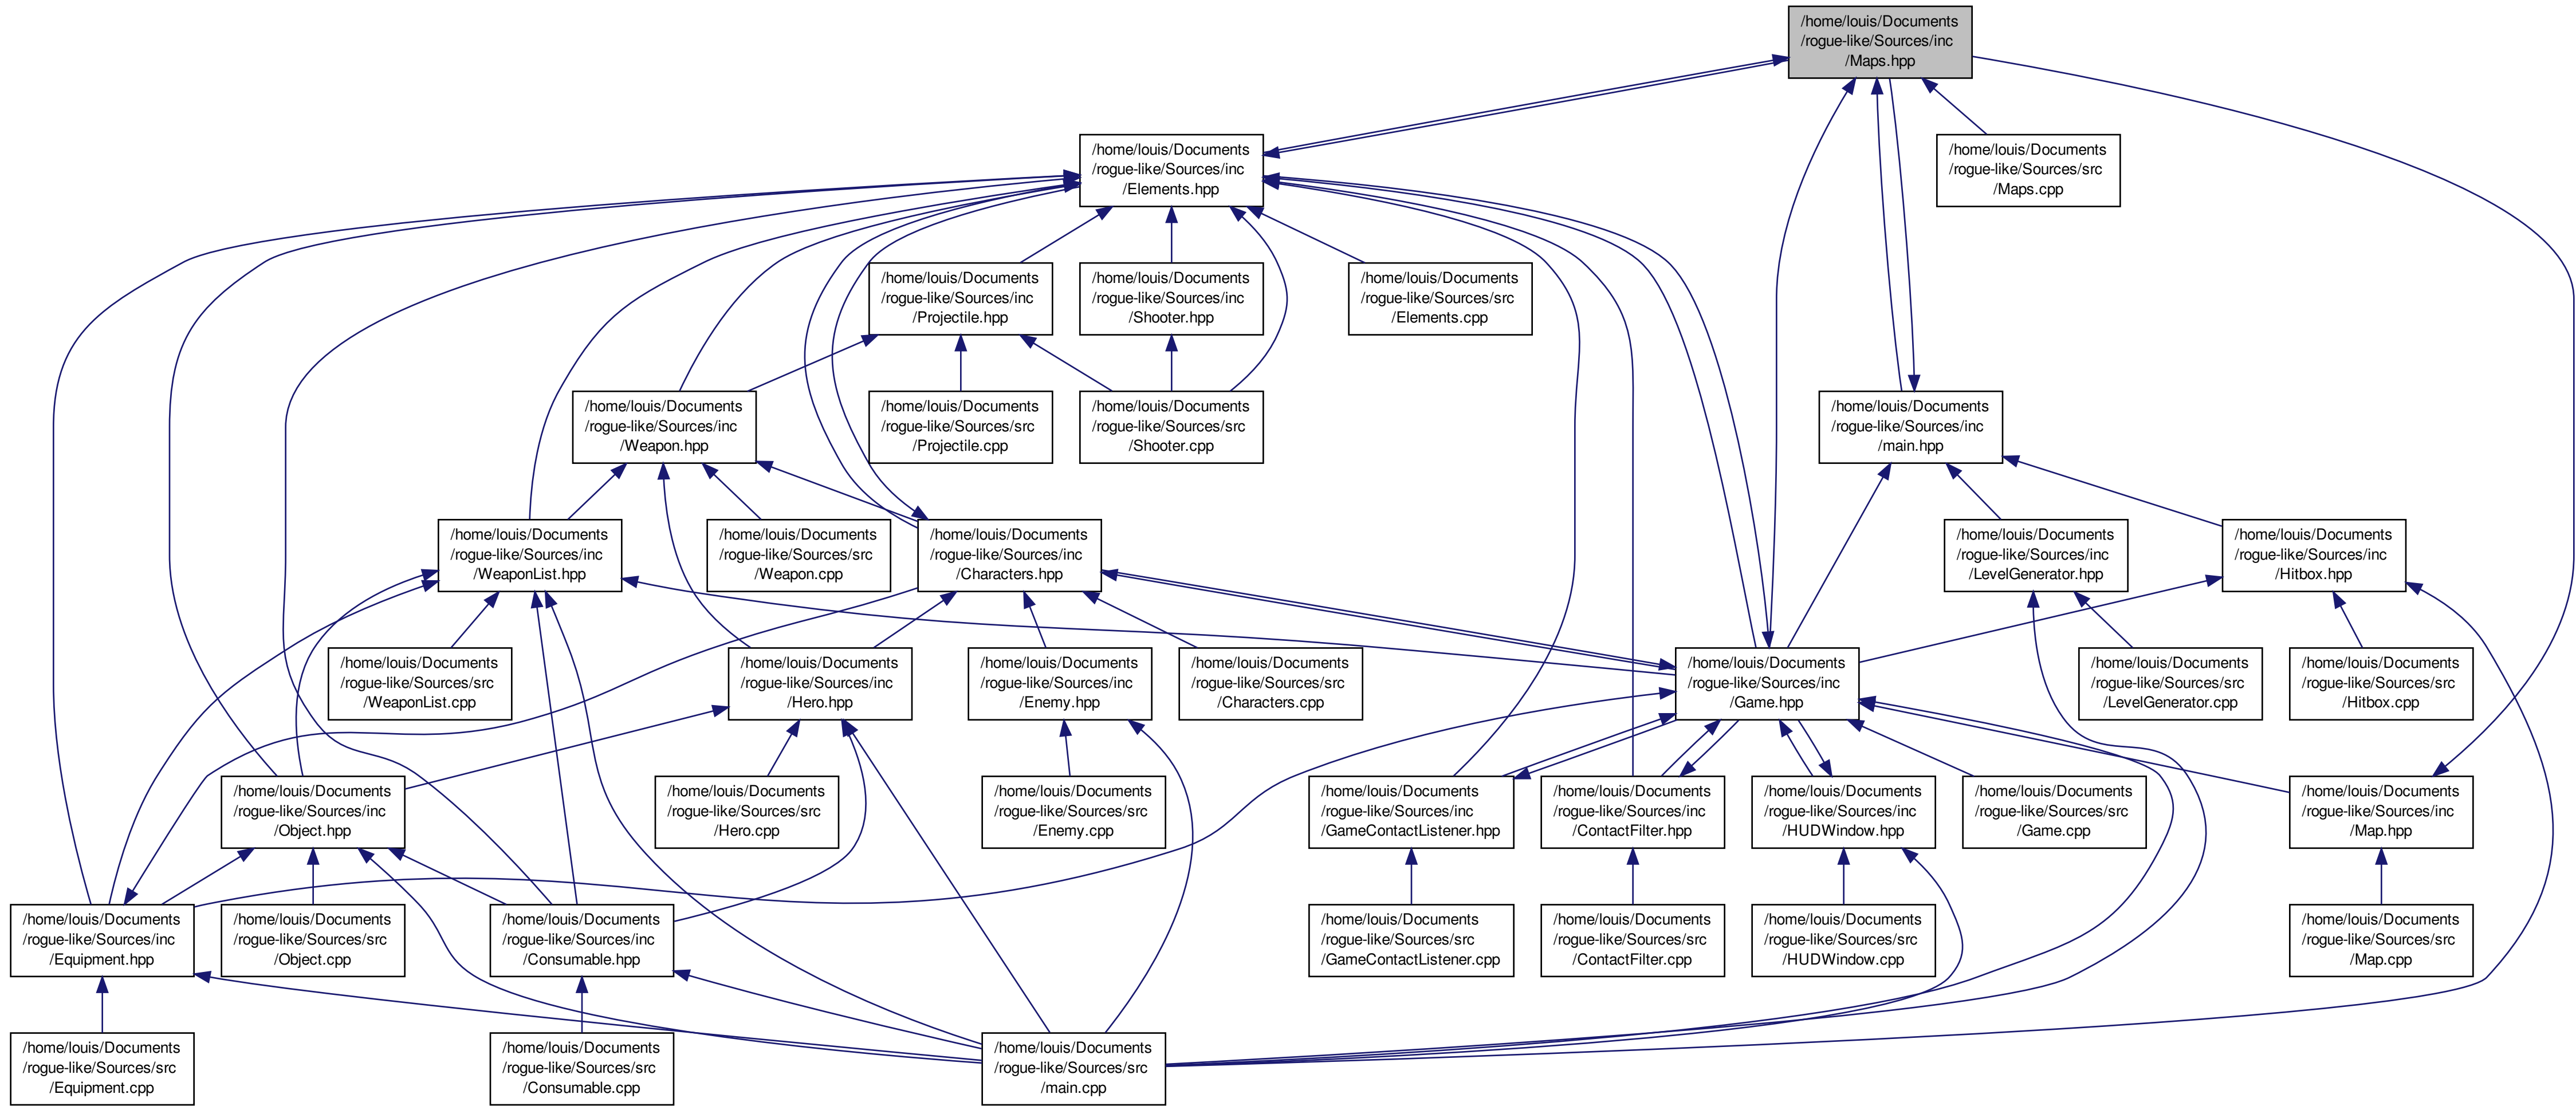 /home/louis/Documents
/rogue-like/Sources/inc
/Maps.hpp
/home/louis/Documents
/rogue-like/Sources/inc
/Elements.hpp
/home/louis/Documents
/rogue-like/Sources/src
/Maps.cpp
/home/louis/Documents
/rogue-like/Sources/inc
/Projectile.hpp
/home/louis/Documents
/rogue-like/Sources/inc
/Shooter.hpp
/home/louis/Documents
/rogue-like/Sources/src
/Elements.cpp
/home/louis/Documents
/rogue-like/Sources/inc
/Weapon.hpp
/home/louis/Documents
/rogue-like/Sources/src
/Projectile.cpp
/home/louis/Documents
/rogue-like/Sources/src
/Shooter.cpp
/home/louis/Documents
/rogue-like/Sources/inc
/main.hpp
/home/louis/Documents
/rogue-like/Sources/inc
/WeaponList.hpp
/home/louis/Documents
/rogue-like/Sources/src
/Weapon.cpp
/home/louis/Documents
/rogue-like/Sources/inc
/Characters.hpp
/home/louis/Documents
/rogue-like/Sources/inc
/LevelGenerator.hpp
/home/louis/Documents
/rogue-like/Sources/inc
/Hitbox.hpp
/home/louis/Documents
/rogue-like/Sources/src
/WeaponList.cpp
/home/louis/Documents
/rogue-like/Sources/inc
/Hero.hpp
/home/louis/Documents
/rogue-like/Sources/inc
/Enemy.hpp
/home/louis/Documents
/rogue-like/Sources/src
/Characters.cpp
/home/louis/Documents
/rogue-like/Sources/inc
/Game.hpp
/home/louis/Documents
/rogue-like/Sources/src
/LevelGenerator.cpp
/home/louis/Documents
/rogue-like/Sources/src
/Hitbox.cpp
/home/louis/Documents
/rogue-like/Sources/inc
/Object.hpp
/home/louis/Documents
/rogue-like/Sources/src
/Hero.cpp
/home/louis/Documents
/rogue-like/Sources/src
/Enemy.cpp
/home/louis/Documents
/rogue-like/Sources/inc
/GameContactListener.hpp
/home/louis/Documents
/rogue-like/Sources/inc
/ContactFilter.hpp
/home/louis/Documents
/rogue-like/Sources/inc
/HUDWindow.hpp
/home/louis/Documents
/rogue-like/Sources/src
/Game.cpp
/home/louis/Documents
/rogue-like/Sources/inc
/Map.hpp
/home/louis/Documents
/rogue-like/Sources/inc
/Equipment.hpp
/home/louis/Documents
/rogue-like/Sources/src
/Object.cpp
/home/louis/Documents
/rogue-like/Sources/inc
/Consumable.hpp
/home/louis/Documents
/rogue-like/Sources/src
/GameContactListener.cpp
/home/louis/Documents
/rogue-like/Sources/src
/ContactFilter.cpp
/home/louis/Documents
/rogue-like/Sources/src
/HUDWindow.cpp
/home/louis/Documents
/rogue-like/Sources/src
/Map.cpp
/home/louis/Documents
/rogue-like/Sources/src
/Equipment.cpp
/home/louis/Documents
/rogue-like/Sources/src
/Consumable.cpp
/home/louis/Documents
/rogue-like/Sources/src
/main.cpp